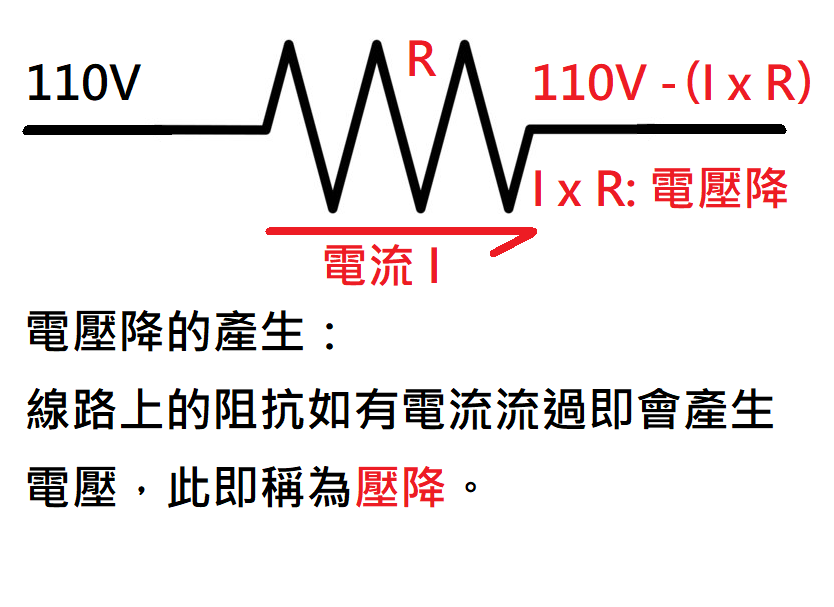 110V
R
110V - (I x R)
I x R: 電壓降
電流 I
電壓降的產生：
線路上的阻抗如有電流流過即會產生
電壓，此即稱為壓降。